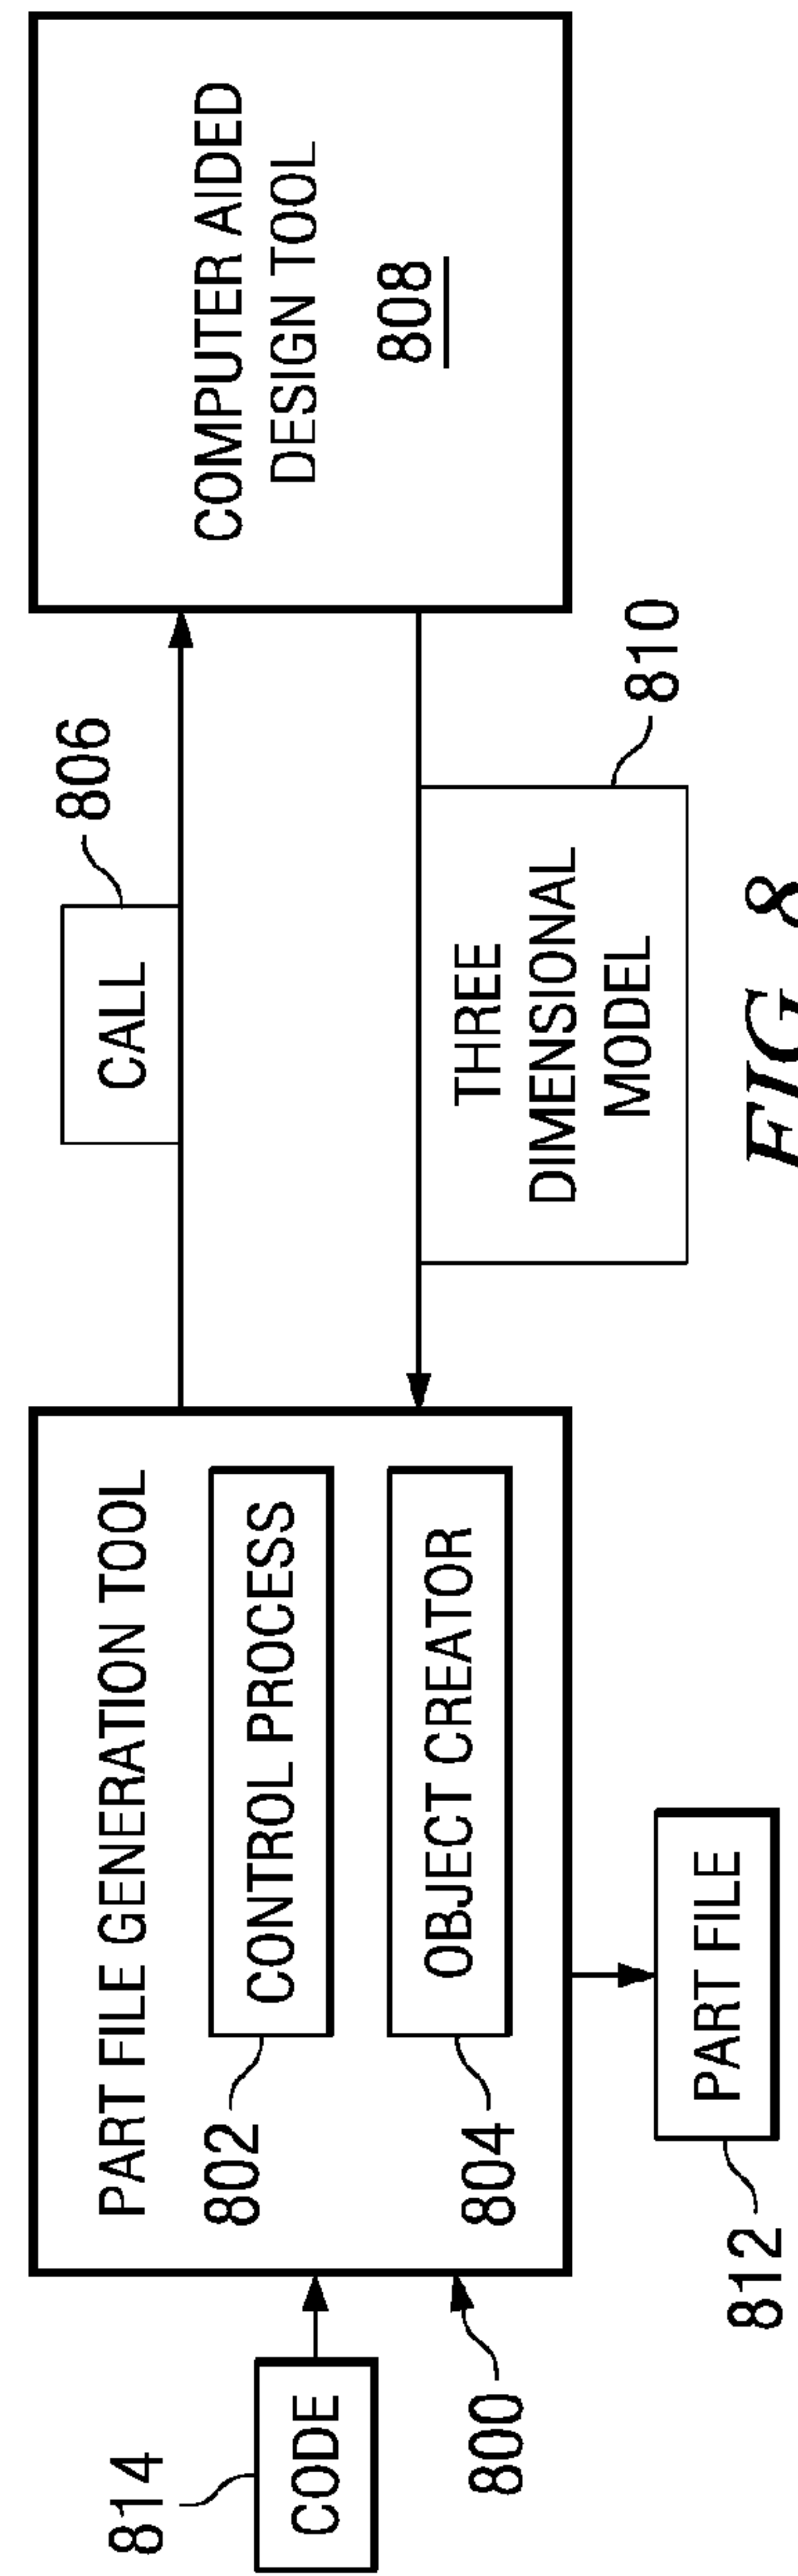 814
CODE
800
PART FILE GENERATION TOOL
802
CONTROL PROCESS
804
OBJECT CREATOR
812
PART FILE
CALL
806
THREE
DIMENSIONAL
MODEL
810
COMPUTER AIDED
DESIGN TOOL
808
FIG. 8